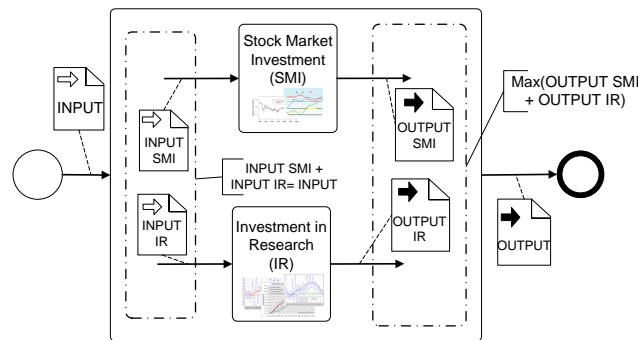 INPUT
Stock Market
Investment
(SMI)
INPUT
SMI
OUTPUT
SMI
Max(OUTPUT SMI
+ OUTPUT IR)
INPUT SMI +
INPUT IR= INPUT
INPUT
IR
Investment in
Research
(IR)
OUTPUT
IR
OUTPUT